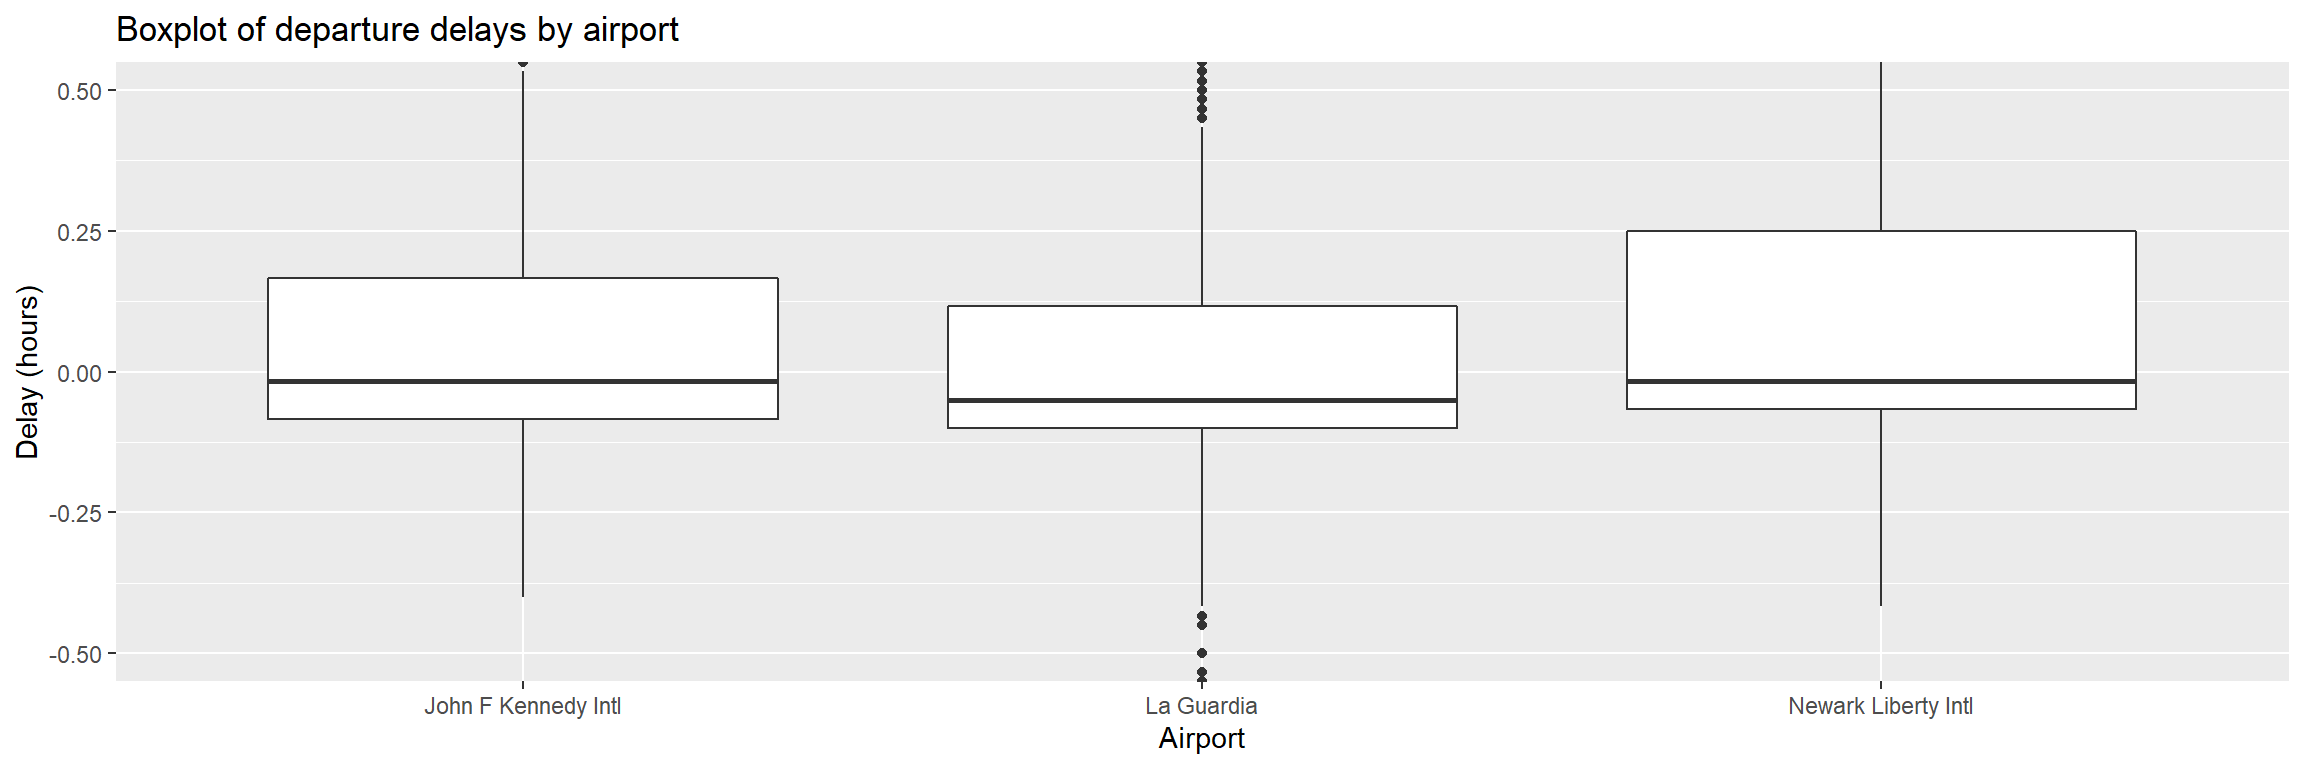 Boxplot of departure delays by airport
Delay (hours)
0.50
0.25
0.00
-0.25
-0.50
John F Kennedy Intl
La Guardia
Newark Liberty Intl
Airport